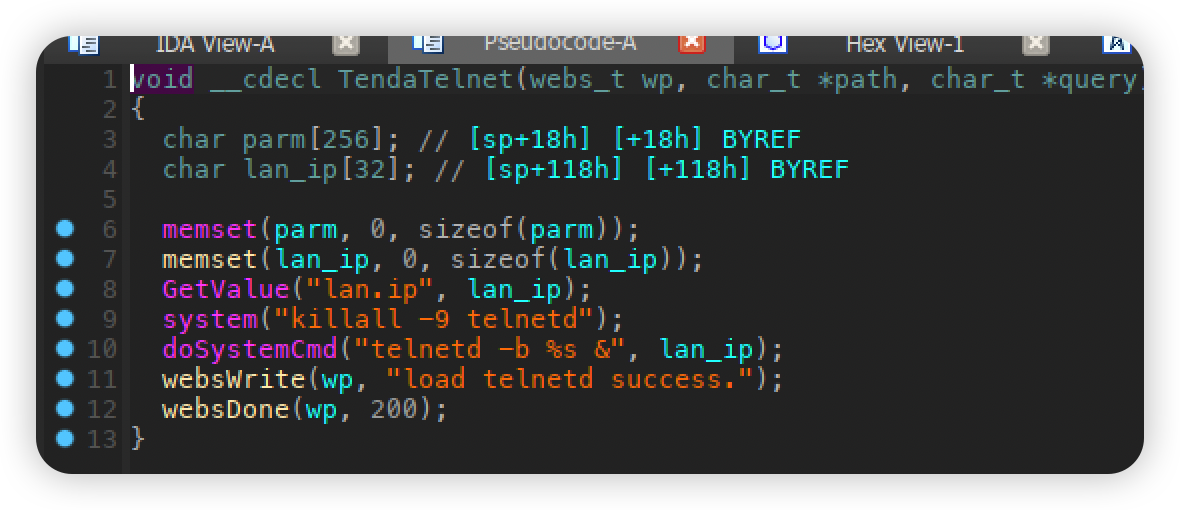 IDA View-A Pseudocode-A Hex View-1
1 void __cdecl TendaTelnet(webs_t wp, char_t *path, char_t *query)
2 {
3   char parm[256]; // [sp+18h] [+18h] BYREF
4   char lan_ip[32]; // [sp+118h] [+118h] BYREF
5
6   memset(parm, 0, sizeof(parm));
7   memset(lan_ip, 0, sizeof(lan_ip));
8   GetValue("lan.ip", lan_ip);
9   system("killall -9 telnetd");
10   doSystemCmd("telnetd -b %s &", lan_ip);
11   websWrite(wp, "load telnetd success.");
12   websDone(wp, 200);
13 }